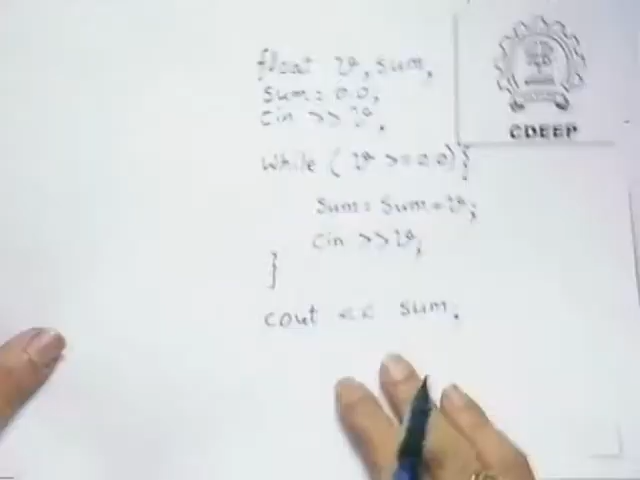 float v, sum;
sum = 0.0;
cin >> v;
CDEEP
while ( v >= 0.0) {
sum = sum + v;
cin >> v;
}
cout << sum;